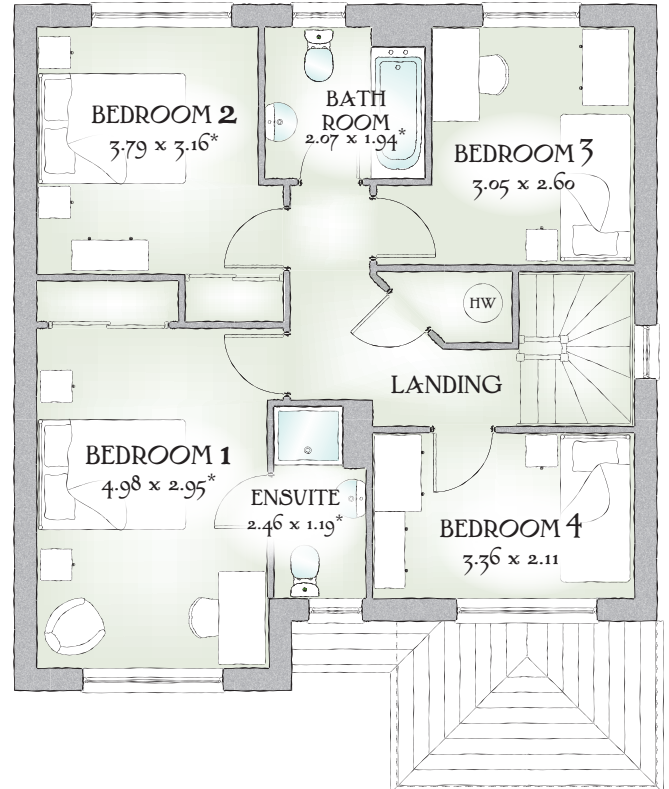 BEDROOM 2
3.79 x 3.16*
BATH
ROOM
2.07 x 1.94*
BEDROOM 3
3.05 x 2.60
HW
LANDING
BEDROOM 1
4.98 x 2.95*
ENSUITE
2.46 x 1.19*
BEDROOM 4
3.36 x 2.11